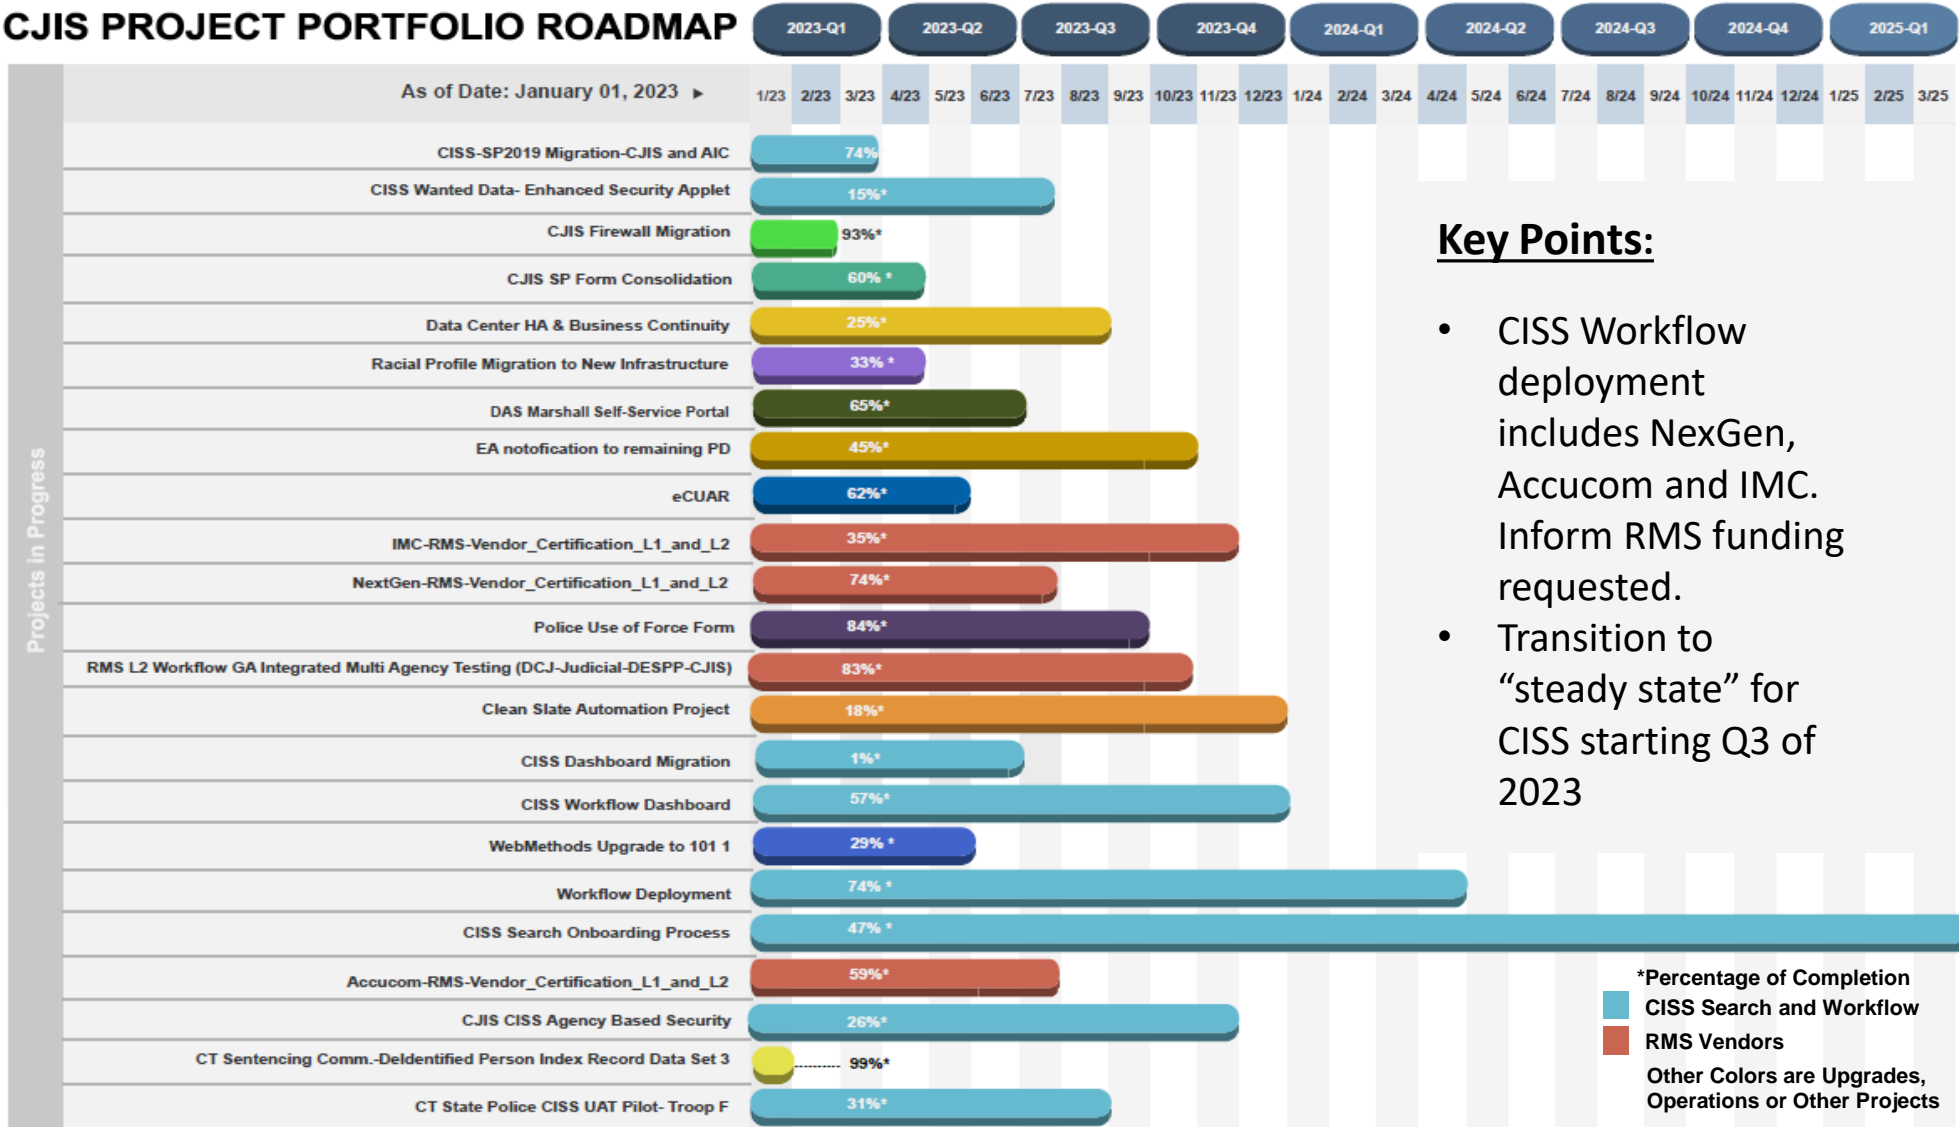 CJIS PROJECT PORTFOLIO ROADMAP
2023-Q1 2023-Q2 2023-Q3 2023-Q4 2024-Q1 2024-Q2 2024-Q3 2024-Q4 2025-Q1
As of Date: January 01, 2023 ►
1/23 2/23 3/23 4/23 5/23 6/23 7/23 8/23 9/23 10/23 11/23 12/23 1/24 2/24 3/24 4/24 5/24 6/24 7/24 8/24 9/24 10/24 11/24 12/24 1/25 2/25 3/25
Projects in Progress
CISS-SP2019 Migration-CJIS and AIC 74%
CISS Wanted Data- Enhanced Security Applet 15%*
CJIS Firewall Migration 93%*
CJIS SP Form Consolidation 60% *
Data Center HA & Business Continuity 25%*
Racial Profile Migration to New Infrastructure 33% *
DAS Marshall Self-Service Portal 65%*
EA notofication to remaining PD 45%*
eCUAR 62%*
IMC-RMS-Vendor_Certification_L1_and_L2 35%*
NextGen-RMS-Vendor_Certification_L1_and_L2 74%*
Police Use of Force Form 84%*
RMS L2 Workflow GA Integrated Multi Agency Testing (DCJ-Judicial-DESPP-CJIS) 83%*
Clean Slate Automation Project 18%*
CISS Dashboard Migration 1%*
CISS Workflow Dashboard 57%*
WebMethods Upgrade to 101 1 29% *
Workflow Deployment 74% *
CISS Search Onboarding Process 47% *
Accucom-RMS-Vendor_Certification_L1_and_L2 59%*
CJIS CISS Agency Based Security 26%*
CT Sentencing Comm.-DeIdentified Person Index Record Data Set 3 99%*
CT State Police CISS UAT Pilot- Troop F 31%*
Key Points:
• CISS Workflow
deployment
includes NexGen,
Accucom and IMC.
Inform RMS funding
requested.
• Transition to
“steady state” for
CISS starting Q3 of
2023
*Percentage of Completion
CISS Search and Workflow
RMS Vendors
Other Colors are Upgrades,
Operations or Other Projects